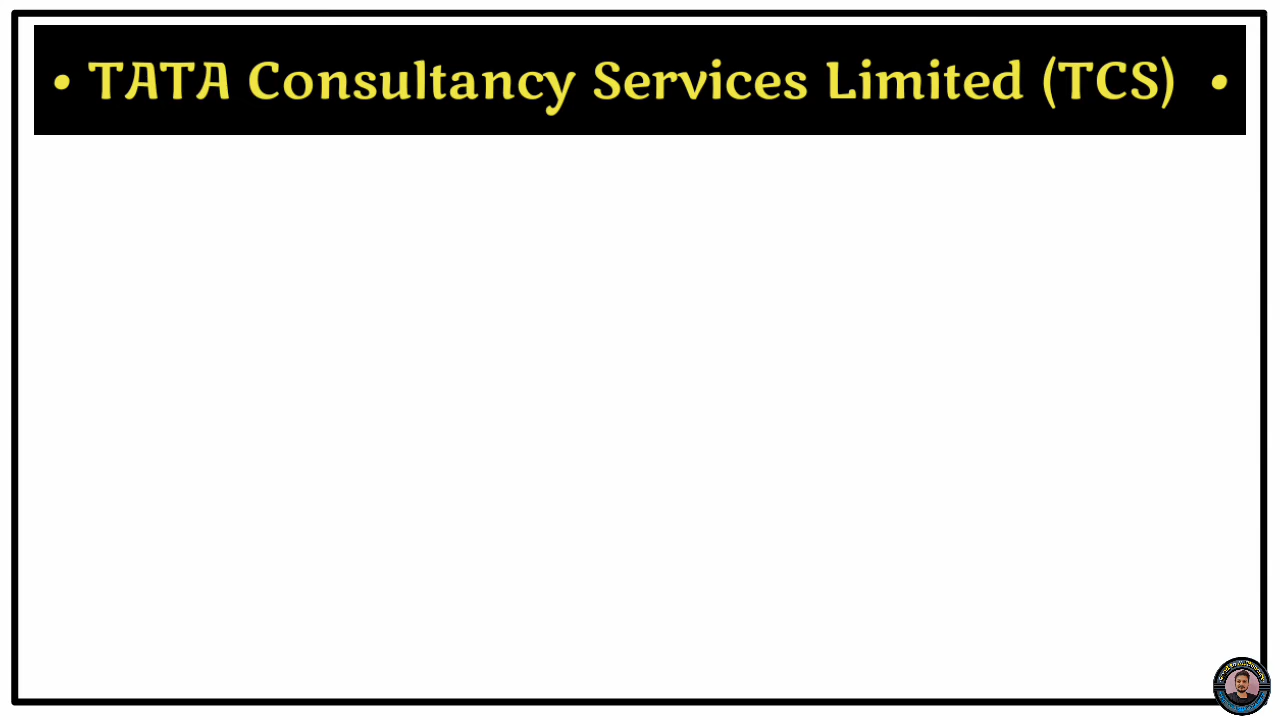 • TATA Consultancy Services Limited (TCS) •